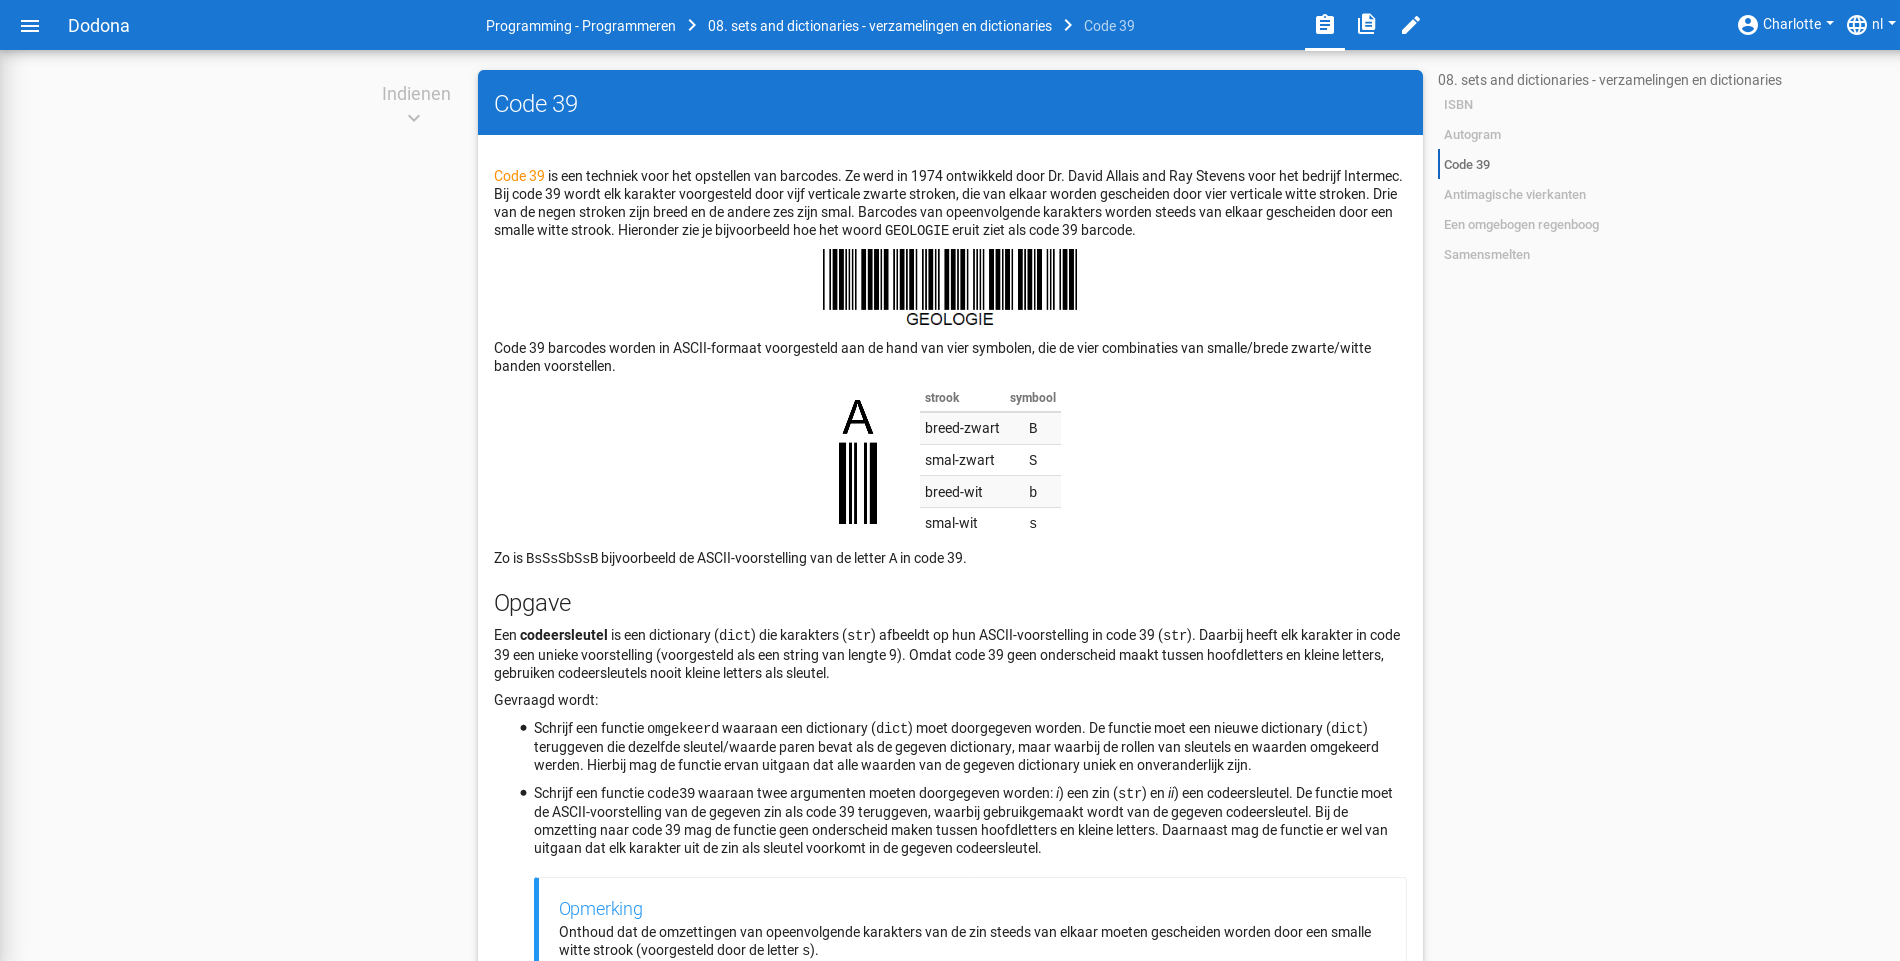 Dodona
Programming - Programmeren
08. sets and dictionaries - verzamelingen en dictionaries
Code 39
Charlotte
nl
Indienen
Code 39
Code 39 is een techniek voor het opstellen van barcodes. Ze werd in 1974 ontwikkeld door Dr. David Allais and Ray Stevens voor het bedrijf Intermec.
Bij code 39 wordt elk karakter voorgesteld door vijf verticale zwarte stroken, die van elkaar worden gescheiden door vier verticale witte stroken. Drie
van de negen stroken zijn breed en de andere zes zijn smal. Barcodes van opeenvolgende karakters worden steeds van elkaar gescheiden door een
smalle witte strook. Hieronder zie je bijvoorbeeld hoe het woord GEOLOGIE eruit ziet als code 39 barcode.
GEOLOGIE
Code 39 barcodes worden in ASCII-formaat voorgesteld aan de hand van vier symbolen, die de vier combinaties van smalle/brede zwarte/witte
banden voorstellen.
A
strook symbool
breed-zwart B
smal-zwart S
breed-wit b
smal-wit s
Zo is BsSsSbSsB bijvoorbeeld de ASCII-voorstelling van de letter A in code 39.
Opgave
Een codeersleutel is een dictionary (dict) die karakters (str) afbeeldt op hun ASCII-voorstelling in code 39 (str). Daarbij heeft elk karakter in code
39 een unieke voorstelling (voorgesteld als een string van lengte 9). Omdat code 39 geen onderscheid maakt tussen hoofdletters en kleine letters,
gebruiken codeersleutels nooit kleine letters als sleutel.
Gevraagd wordt:
• Schrijf een functie omgekeerd waaraan een dictionary (dict) moet doorgegeven worden. De functie moet een nieuwe dictionary (dict)
teruggeven die dezelfde sleutel/waarde paren bevat als de gegeven dictionary, maar waarbij de rollen van sleutels en waarden omgekeerd
werden. Hierbij mag de functie ervan uitgaan dat alle waarden van de gegeven dictionary uniek en onveranderlijk zijn.
• Schrijf een functie code39 waaraan twee argumenten moeten doorgegeven worden: i) een zin (str) en ii) een codeersleutel. De functie moet
de ASCII-voorstelling van de gegeven zin als code 39 teruggeven, waarbij gebruikgemaakt wordt van de gegeven codeersleutel. Bij de
omzetting naar code 39 mag de functie geen onderscheid maken tussen hoofdletters en kleine letters. Daarnaast mag de functie er wel van
uitgaan dat elk karakter uit de zin als sleutel voorkomt in de gegeven codeersleutel.
Opmerking
Onthoud dat de omzettingen van opeenvolgende karakters van de zin steeds van elkaar moeten gescheiden worden door een smalle
witte strook (voorgesteld door de letter s).
08. sets and dictionaries - verzamelingen en dictionaries
ISBN
Autogram
Code 39
Antimagische vierkanten
Een omgebogen regenboog
Samensmelten